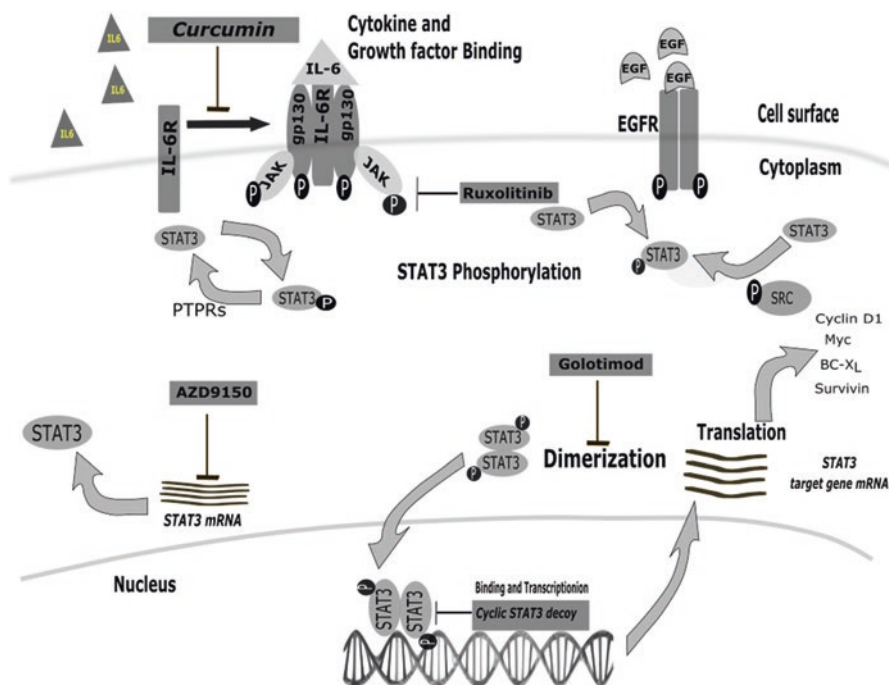 IL6
Curcumin
Cytokine and
Growth factor Binding
IL6
IL6
IL-6
EGF
EGF
EGF
IL-6R
gp130
IL-6R
gp130
EGFR
Cell surface
Cytoplasm
JAK
JAK
P
P
P
P
P
P
Ruxolitinib
STAT3
STAT3
STAT3
STAT3
P
STAT3 Phosphorylation
STAT3
P
PTPRs
P
SRC
Cyclin D1
Myc
BC-XL
Survivin
Golotimod
AZD9150
STAT3
STAT3 mRNA
P
STAT3
STAT3
P
Dimerization
Translation
STAT3
target gene mRNA
Nucleus
P
STAT3
STAT3
P
Binding and Transcriptionion
Cyclic STAT3 decoy